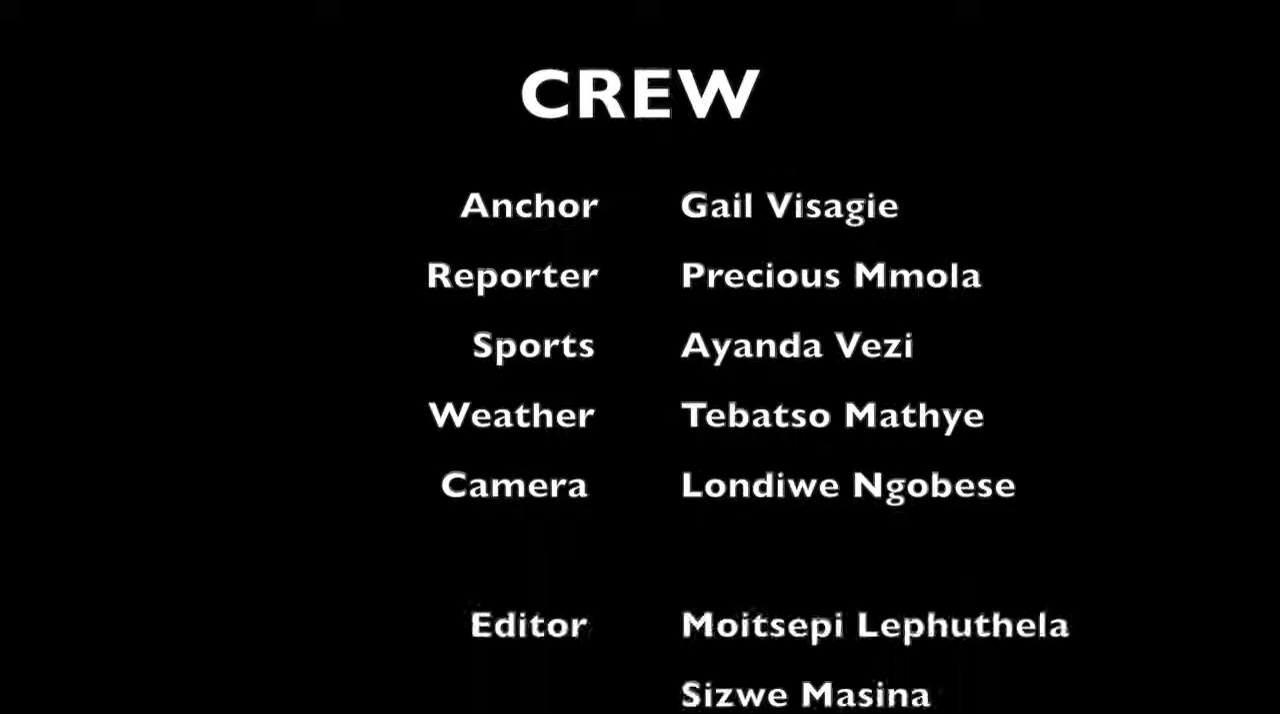 CREW
Anchor Gail Visagie
Reporter Precious Mmola
Sports Ayanda Vezi
Weather Tebatso Mathye
Camera Londiwe Ngobese
Editor Moitsepi Lephuthela
Sizwe Masina